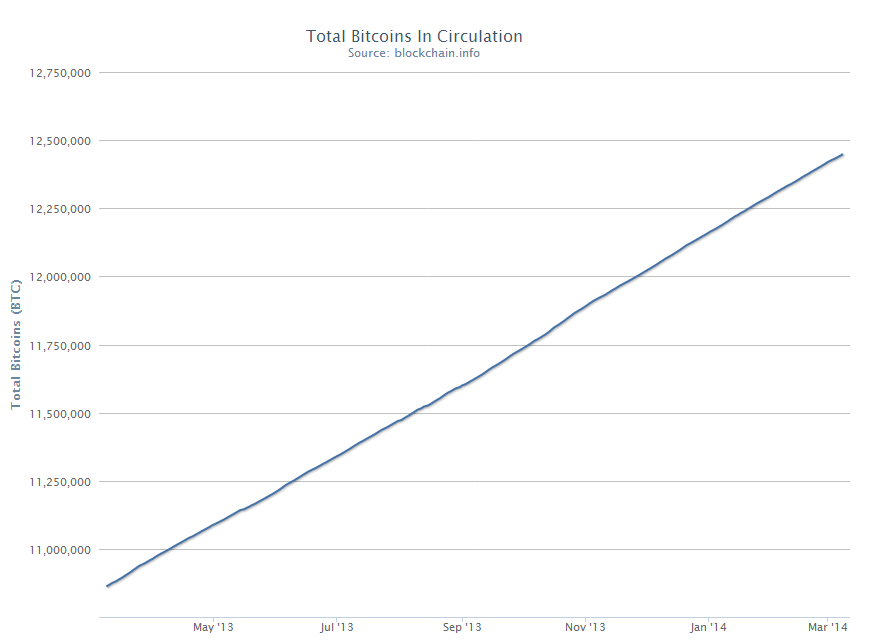 Total Bitcoins In Circulation
Source: blockchain.info
Total Bitcoins (BTC)
12,750,000
12,500,000
12,250,000
12,000,000
11,750,000
11,500,000
11,250,000
11,000,000
May '13
Jul '13
Sep '13
Nov '13
Jan '14
Mar '14